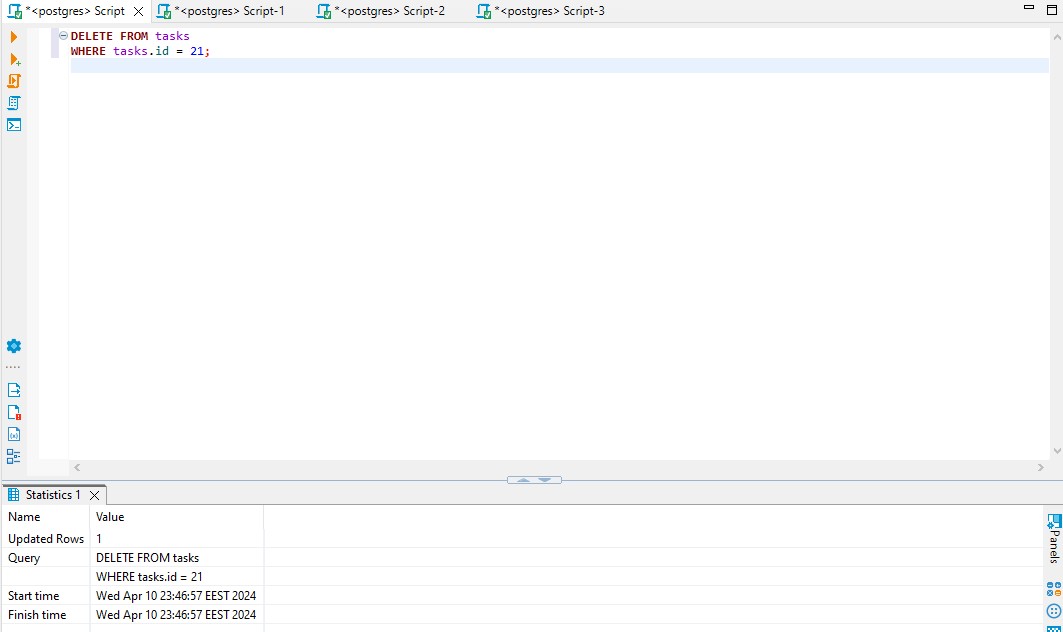 *<postgres> Script
*<postgres> Script-1
*<postgres> Script-2
*<postgres> Script-3
DELETE FROM tasks
WHERE tasks.id = 21;
Statistics 1
Name Value
Updated Rows 1
Query DELETE FROM tasks
WHERE tasks.id = 21
Start time Wed Apr 10 23:46:57 EEST 2024
Finish time Wed Apr 10 23:46:57 EEST 2024
Panels